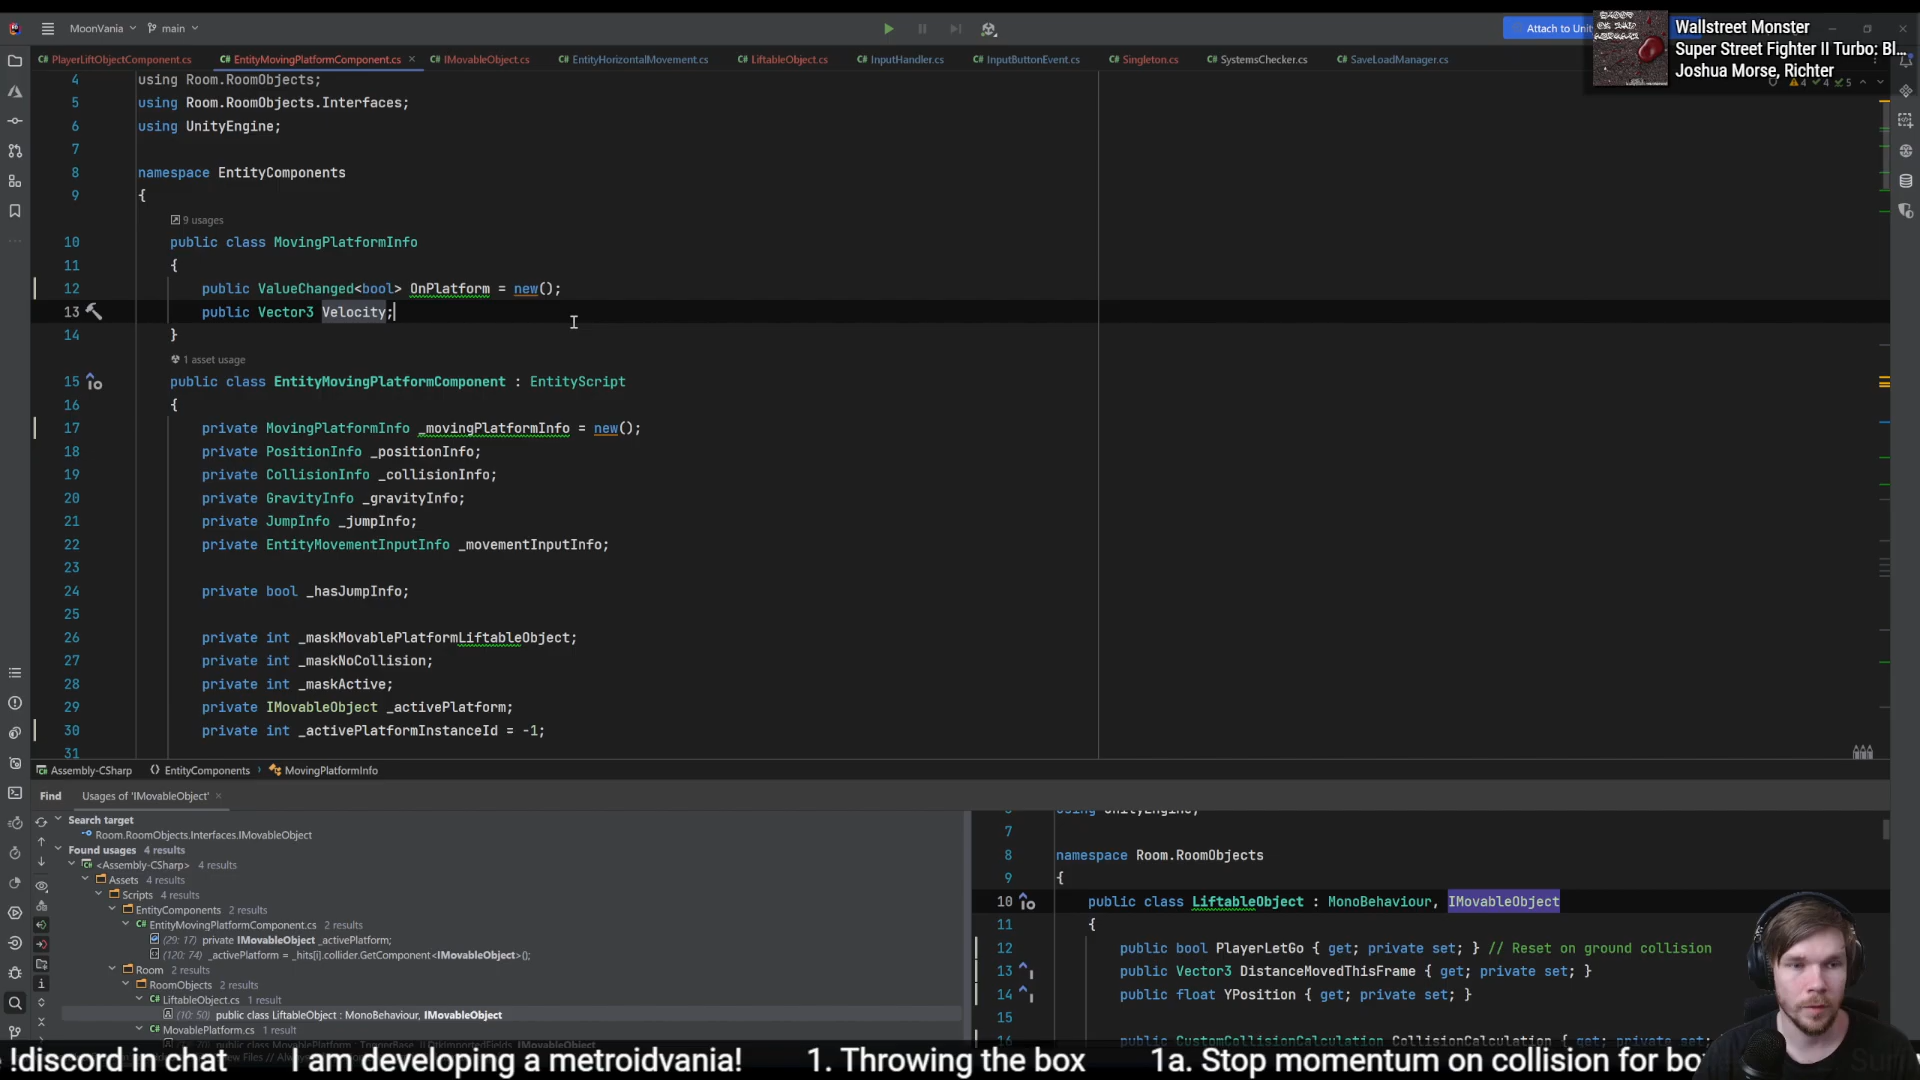 MoonVania
main
Attach to Unit
Wallstreet Monster
Super Street Fighter II Turbo: Bl...
Joshua Morse, Richter
PlayerLiftObjectComponent.cs
EntityMovingPlatformComponent.cs
IMovableObject.cs
EntityHorizontalMovement.cs
LiftableObject.cs
InputHandler.cs
InputButtonEvent.cs
Singleton.cs
SystemsChecker.cs
SaveLoadManager.cs
4 4 5
4 using Room.RoomObjects;
5 using Room.RoomObjects.Interfaces;
6 using UnityEngine;
7
8 namespace EntityComponents
9 {
9 usages
10 public class MovingPlatformInfo
11 {
12 public ValueChanged<bool> OnPlatform = new();
13 public Vector3 Velocity;
14 }
1 asset usage
15 public class EntityMovingPlatformComponent : EntityScript
16 {
17 private MovingPlatformInfo _movingPlatformInfo = new();
18 private PositionInfo _positionInfo;
19 private CollisionInfo _collisionInfo;
20 private GravityInfo _gravityInfo;
21 private JumpInfo _jumpInfo;
22 private EntityMovementInputInfo _movementInputInfo;
23
24 private bool _hasJumpInfo;
25
26 private int _maskMovablePlatformLiftableObject;
27 private int _maskNoCollision;
28 private int _maskActive;
29 private IMovableObject _activePlatform;
30 private int _activePlatformInstanceId = -1;
31
Assembly-CSharp
EntityComponents
MovingPlatformInfo
Find
Usages of 'IMovableObject'
Search target
Room.RoomObjects.Interfaces.IMovableObject
Found usages 4 results
<Assembly-CSharp> 4 results
Assets 4 results
Scripts 4 results
EntityComponents 2 results
EntityMovingPlatformComponent.cs 2 results
(29: 17) private IMovableObject _activePlatform;
(120: 74) _activePlatform = _hits[i].collider.GetComponent<IMovableObject>();
Room 2 results
RoomObjects 2 results
LiftableObject.cs 1 result
(10: 50) public class LiftableObject : MonoBehaviour, IMovableObject
MovablePlatform.cs 1 result
using UnityEngine;
7
8 namespace Room.RoomObjects
9 {
10 public class LiftableObject : MonoBehaviour, IMovableObject
11 {
12 public bool PlayerLetGo { get; private set; } // Reset on ground collision
13 public Vector3 DistanceMovedThisFrame { get; private set; }
14 public float YPosition { get; private set; }
15
16 public CustomCollisionCalculation CollisionCalculation { get; private s
!discord in chat
I am developing a metroidvania!
1. Throwing the box
1a. Stop momentum on collision for bo